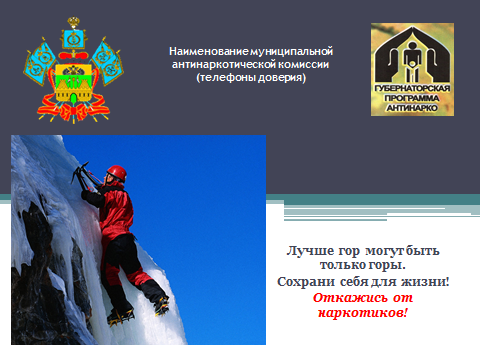 Наименование муниципальной
антинаркотической комиссии
(телефоны доверия)
ГУБЕРНАТОРСКАЯ
ПРОГРАММА
АНТИНАРКО
Лучше гор могут быть
только горы.
Сохрани себя для жизни!
Откажись от
наркотиков!